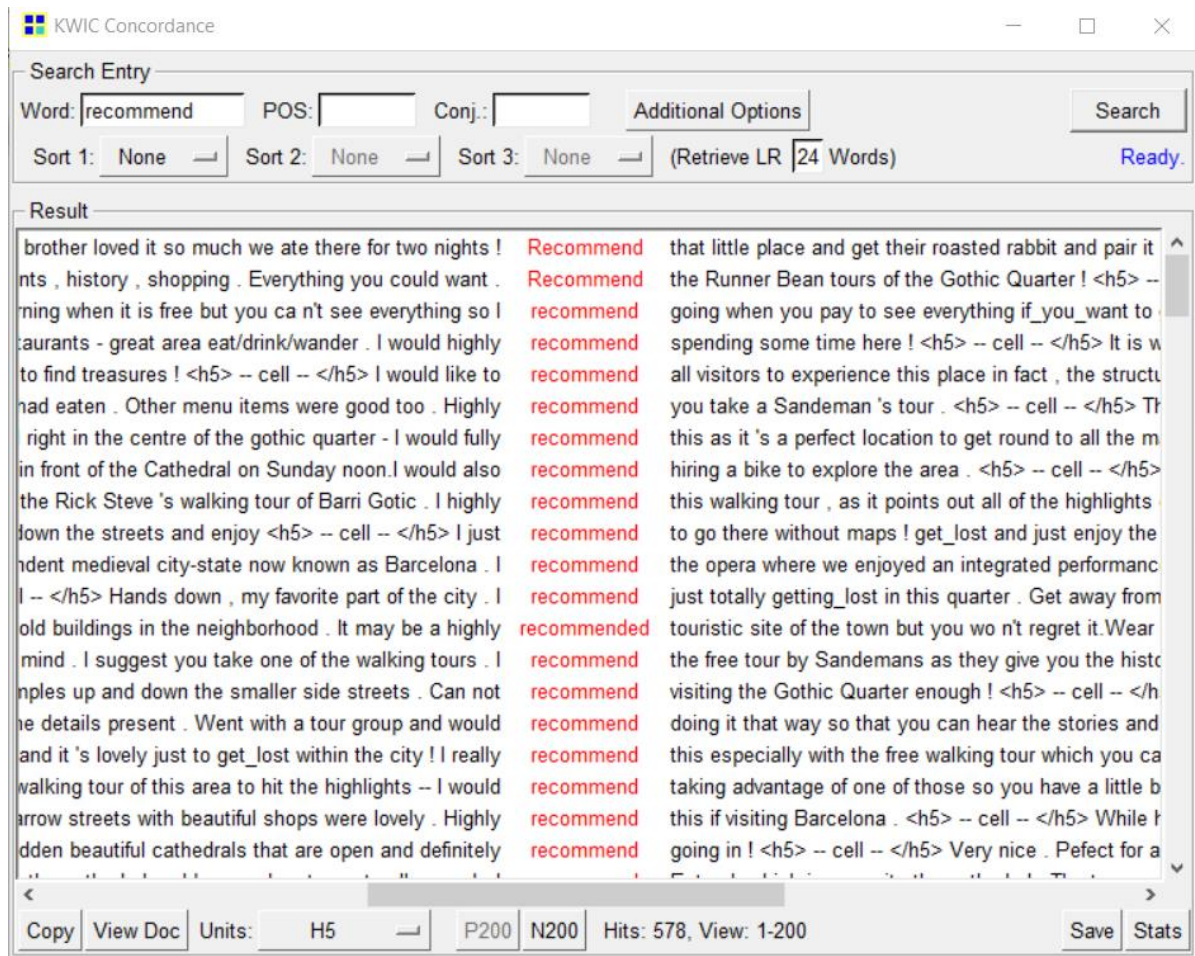 KWIC Concordance
Search Entry
Word: recommend POS: Conj.: Additional Options Search
Sort 1: None Sort 2: None Sort 3: None (Retrieve LR 24 Words) Ready.
Result
brother loved it so much we ate there for two nights ! Recommend that little place and get their roasted rabbit and pair it
nts , history , shopping . Everything you could want . Recommend the Runner Bean tours of the Gothic Quarter ! <h5> --
rning when it is free but you ca n't see everything so I recommend going when you pay to see everything if_you_want to
taurants - great area eat/drink/wander . I would highly recommend spending some time here ! <h5> -- cell -- </h5> It is w
to find treasures ! <h5> -- cell -- </h5> I would like to recommend all visitors to experience this place in fact , the structu
had eaten . Other menu items were good too . Highly recommend you take a Sandeman 's tour . <h5> -- cell -- </h5> Th
right in the centre of the gothic quarter - I would fully recommend this as it 's a perfect location to get round to all the m
in front of the Cathedral on Sunday noon.I would also recommend hiring a bike to explore the area . <h5> -- cell -- </h5>
the Rick Steve 's walking tour of Barri Gotic . I highly recommend this walking tour , as it points out all of the highlights
down the streets and enjoy <h5> -- cell -- </h5> I just recommend to go there without maps ! get_lost and just enjoy the
ndent medieval city-state now known as Barcelona . I recommend the opera where we enjoyed an integrated performanc
l -- </h5> Hands down , my favorite part of the city . I recommend just totally getting_lost in this quarter . Get away from
old buildings in the neighborhood . It may be a highly recommended touristic site of the town but you wo n't regret it.Wear
mind . I suggest you take one of the walking tours . I recommend the free tour by Sandemans as they give you the histo
mples up and down the smaller side streets . Can not recommend visiting the Gothic Quarter enough ! <h5> -- cell -- </h
he details present . Went with a tour group and would recommend doing it that way so that you can hear the stories and
and it 's lovely just to get_lost within the city ! I really recommend this especially with the free walking tour which you ca
walking tour of this area to hit the highlights -- I would recommend taking advantage of one of those so you have a little b
arrow streets with beautiful shops were lovely . Highly recommend this if visiting Barcelona . <h5> -- cell -- </h5> While h
dden beautiful cathedrals that are open and definitely recommend going in ! <h5> -- cell -- </h5> Very nice . Pefect for a
Copy View Doc Units: H5 P200 N200 Hits: 578, View: 1-200 Save Stats